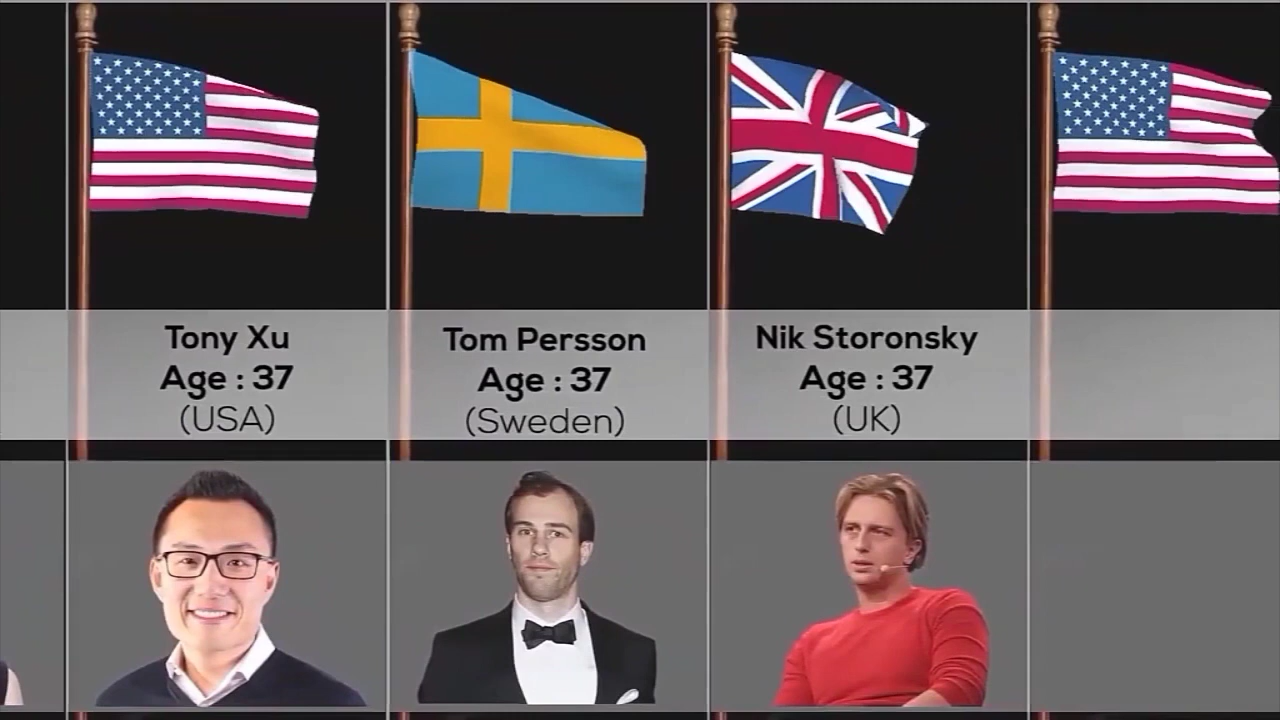 Tony Xu
Age : 37
(USA)
Tom Persson
Age : 37
(Sweden)
Nik Storonsky
Age : 37
(UK)